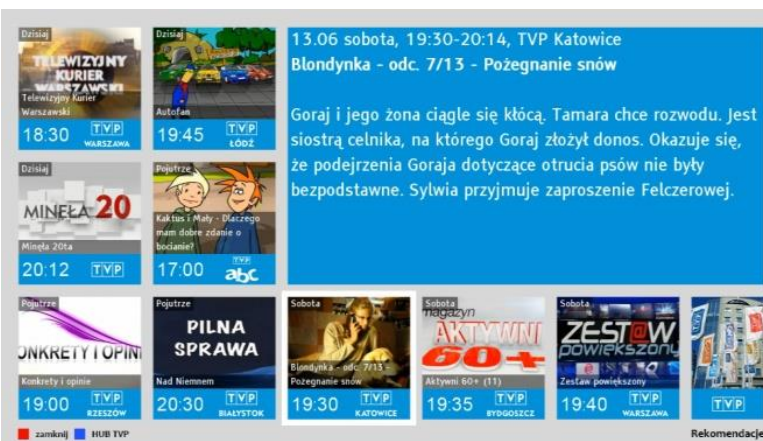 Dzisiaj
TELEWIZYJNY
KURIER
WARSZAWSKI
Telewizyjny Kurier
Warszawski
18:30
TVP
WARSZAWA
Dzisiaj
Autofan
19:45
TVP
ŁÓDŹ
13.06 sobota, 19:30-20:14, TVP Katowice
Blondynka - odc. 7/13 - Pożegnanie snów
Goraj i jego żona ciągle się kłócą. Tamara chce rozwodu. Jest
siostrą celnika, na którego Goraj złożył donos. Okazuje się,
że podejrzenia Goraja dotyczące otrucia psów nie były
bezpodstawne. Sylwia przyjmuje zaproszenie Felczerowej.
Dzisiaj
MINĘŁA 20
Minęła 20ta
20:12
TVP
Pojutrze
Kaktus i Mały - Dlaczego
mam dobre zdanie o
bocianie?
17:00
TVP
abc
Pojutrze
ONKRETY I OPINI
Konkrety i opinie
19:00
TVP
RZESZÓW
Pojutrze
PILNA
SPRAWA
Nad Niemnem
20:30
TVP
BIAŁYSTOK
Sobota
Blondynka - odc. 7/13 -
Pożegnanie snów
19:30
TVP
KATOWICE
Sobota
magazyn
AKTYWNI
60+
Aktywni 60+ (11)
19:35
TVP
BYDGOSZCZ
Sobota
ZEST@W
powiększony
Zestaw powiększony
19:40
TVP
WARSZAWA
TVP
zamknij
HUB TVP
Rekomendacje